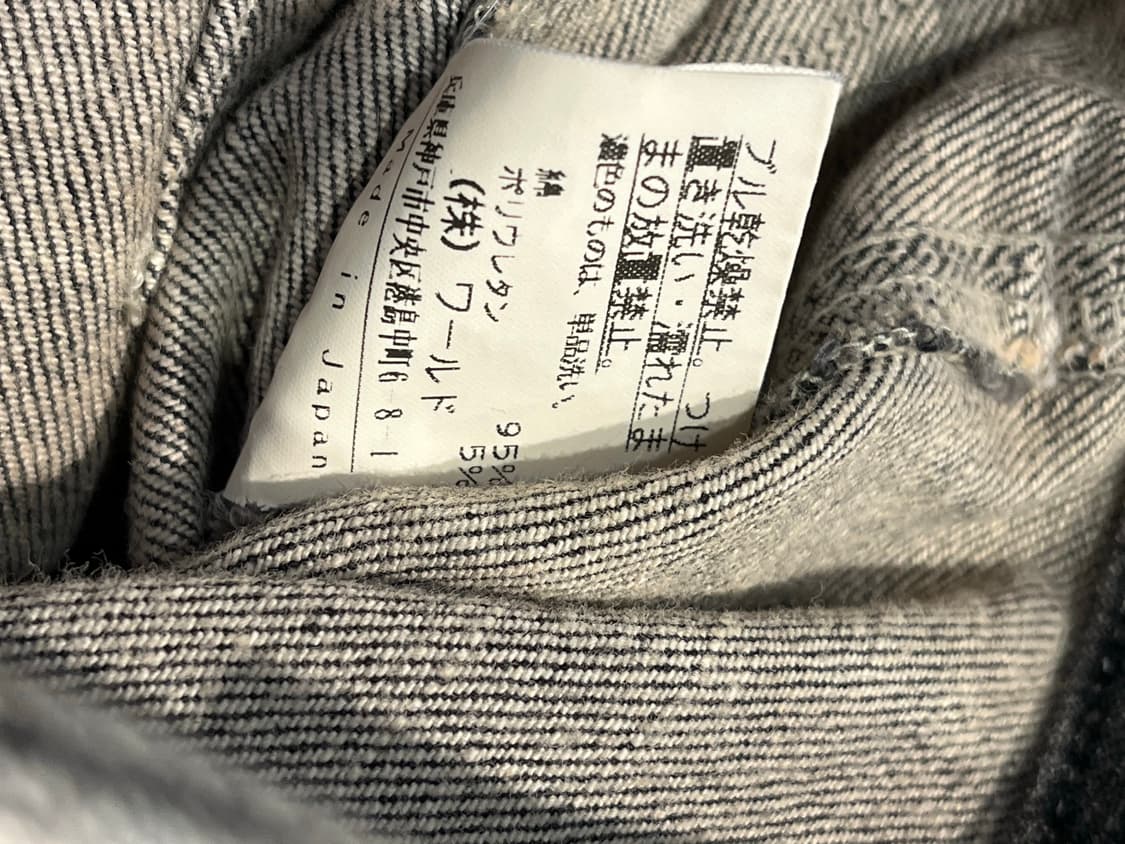 ブル乾燥禁止。つけ
置き洗い・濡れたま
まの放置禁止。
濃色のものは、単品洗い、
綿 95%
ポリウレタン 5%
(株) ワールド
兵庫県神戸市中央区港島中町6-8-1
Made in Japan